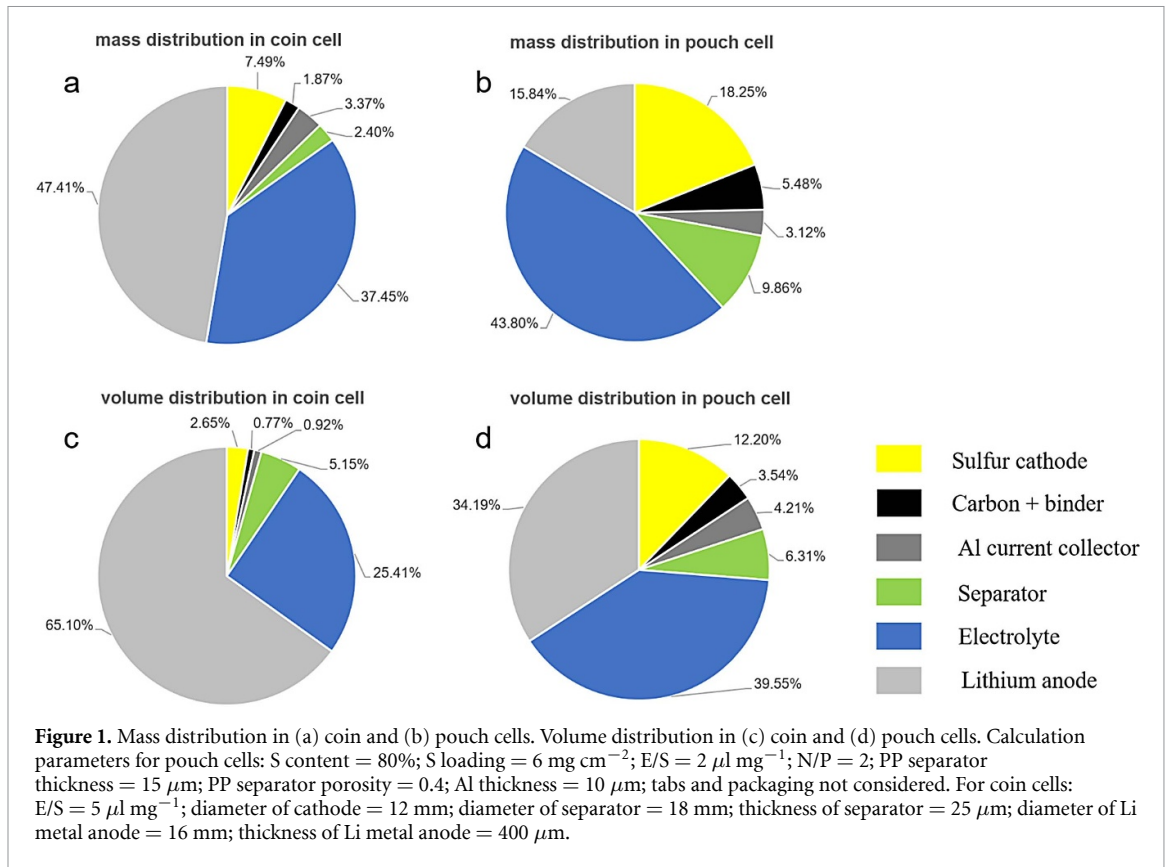 mass distribution in coin cell
a
7.49%
1.87%
3.37%
2.40%
47.41%
37.45%
mass distribution in pouch cell
b
15.84%
18.25%
5.48%
3.12%
9.86%
43.80%
volume distribution in coin cell
c
2.65%
0.77%
0.92%
5.15%
25.41%
65.10%
volume distribution in pouch cell
d
12.20%
3.54%
4.21%
6.31%
34.19%
39.55%
Sulfur cathode
Carbon + binder
Al current collector
Separator
Electrolyte
Lithium anode
Figure 1. Mass distribution in (a) coin and (b) pouch cells. Volume distribution in (c) coin and (d) pouch cells. Calculation
parameters for pouch cells: S content = 80%; S loading = 6 mg cm⁻²; E/S = 2 μl mg⁻¹; N/P = 2; PP separator
thickness = 15 μm; PP separator porosity = 0.4; Al thickness = 10 μm; tabs and packaging not considered. For coin cells:
E/S = 5 μl mg⁻¹; diameter of cathode = 12 mm; diameter of separator = 18 mm; thickness of separator = 25 μm; diameter of Li
metal anode = 16 mm; thickness of Li metal anode = 400 μm.